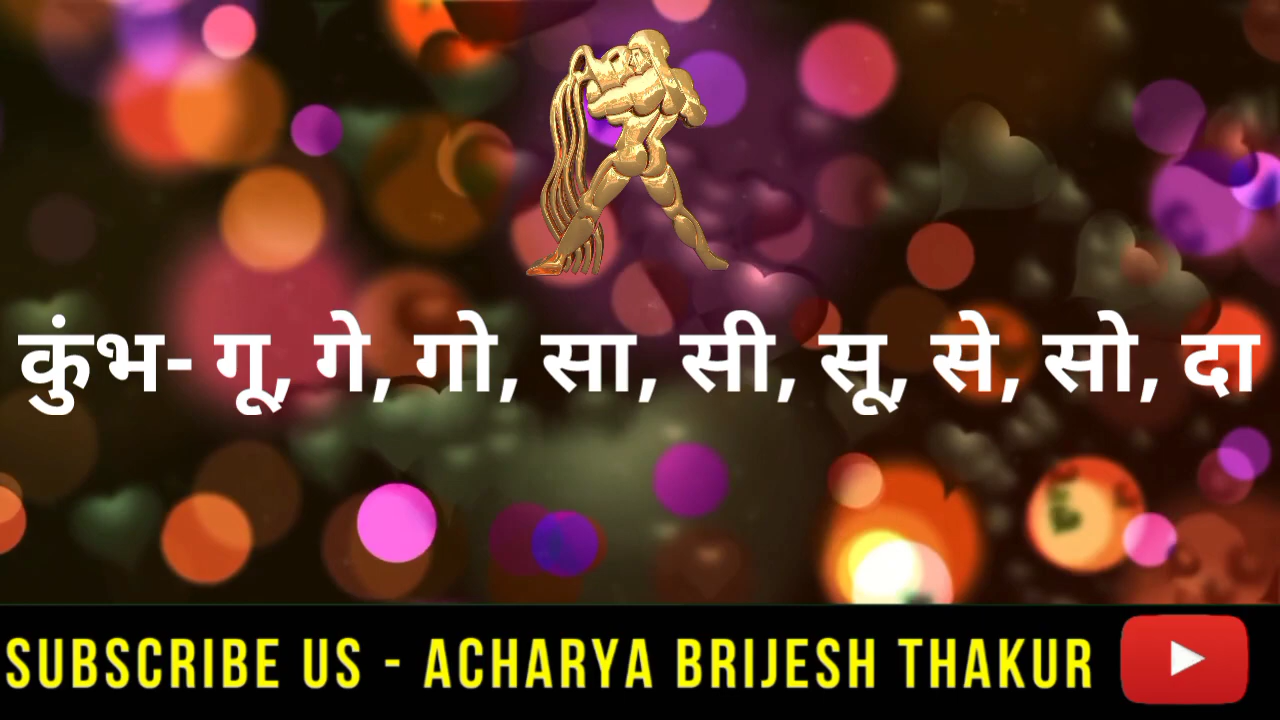 कुंभ- गू, गे, गो, सा, सी, सू, से, सो, दा
SUBSCRIBE US - ACHARYA BRIJESH THAKUR